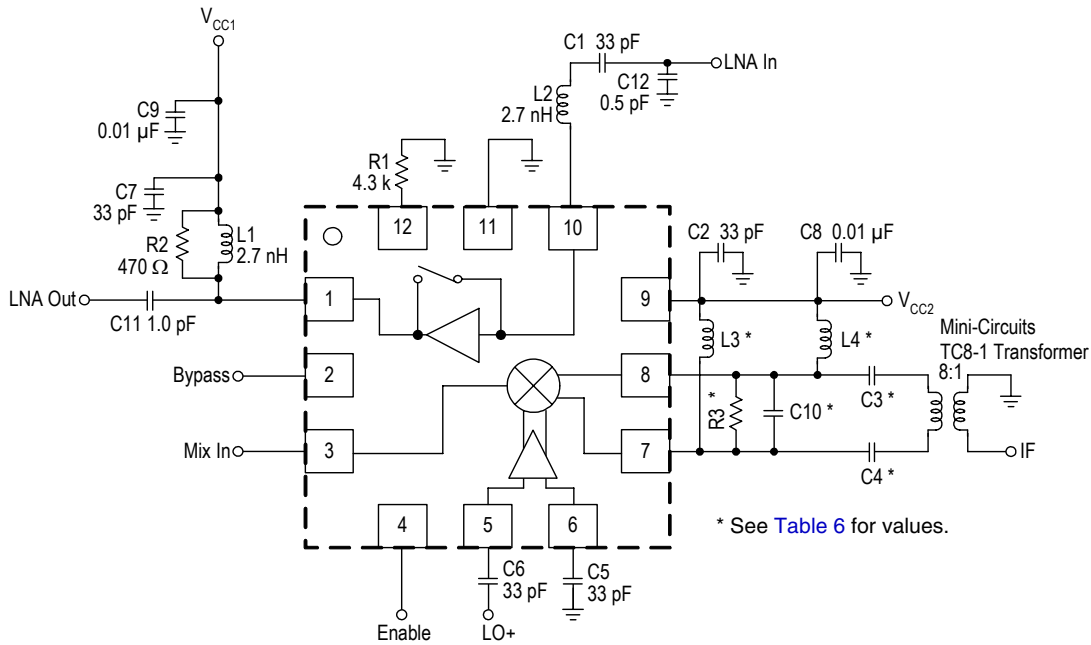 V_CC1
C1 33 pF
LNA In
C12
0.5 pF
L2
2.7 nH
C9
0.01 µF
R1
4.3 k
C7
33 pF
R2
470 Ω
L1
2.7 nH
12
11
10
C2 33 pF
C8 0.01 µF
LNA Out
C11 1.0 pF
1
9
V_CC2
L3 *
L4 *
Mini-Circuits
TC8-1 Transformer
8:1
Bypass
2
8
R3 *
C10 *
C3 *
Mix In
3
7
IF
C4 *
4
5
6
* See Table 6 for values.
C6
33 pF
C5
33 pF
Enable
LO+